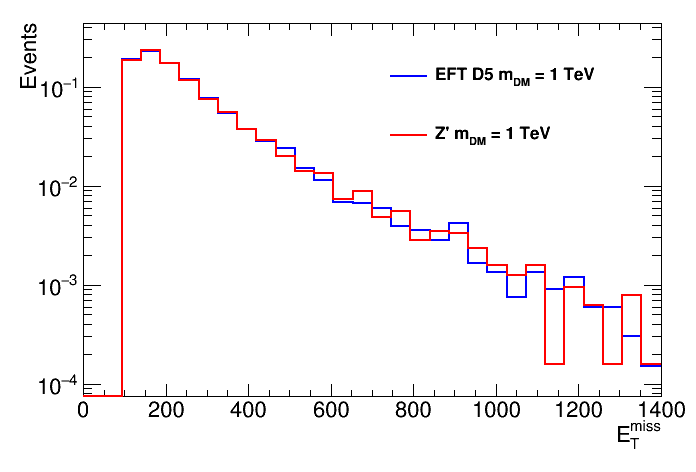 Events
10⁻¹
10⁻²
10⁻³
10⁻⁴
EFT D5 m_DM = 1 TeV
Z' m_DM = 1 TeV
0 200 400 600 800 1000 1200 1400
E_T^miss